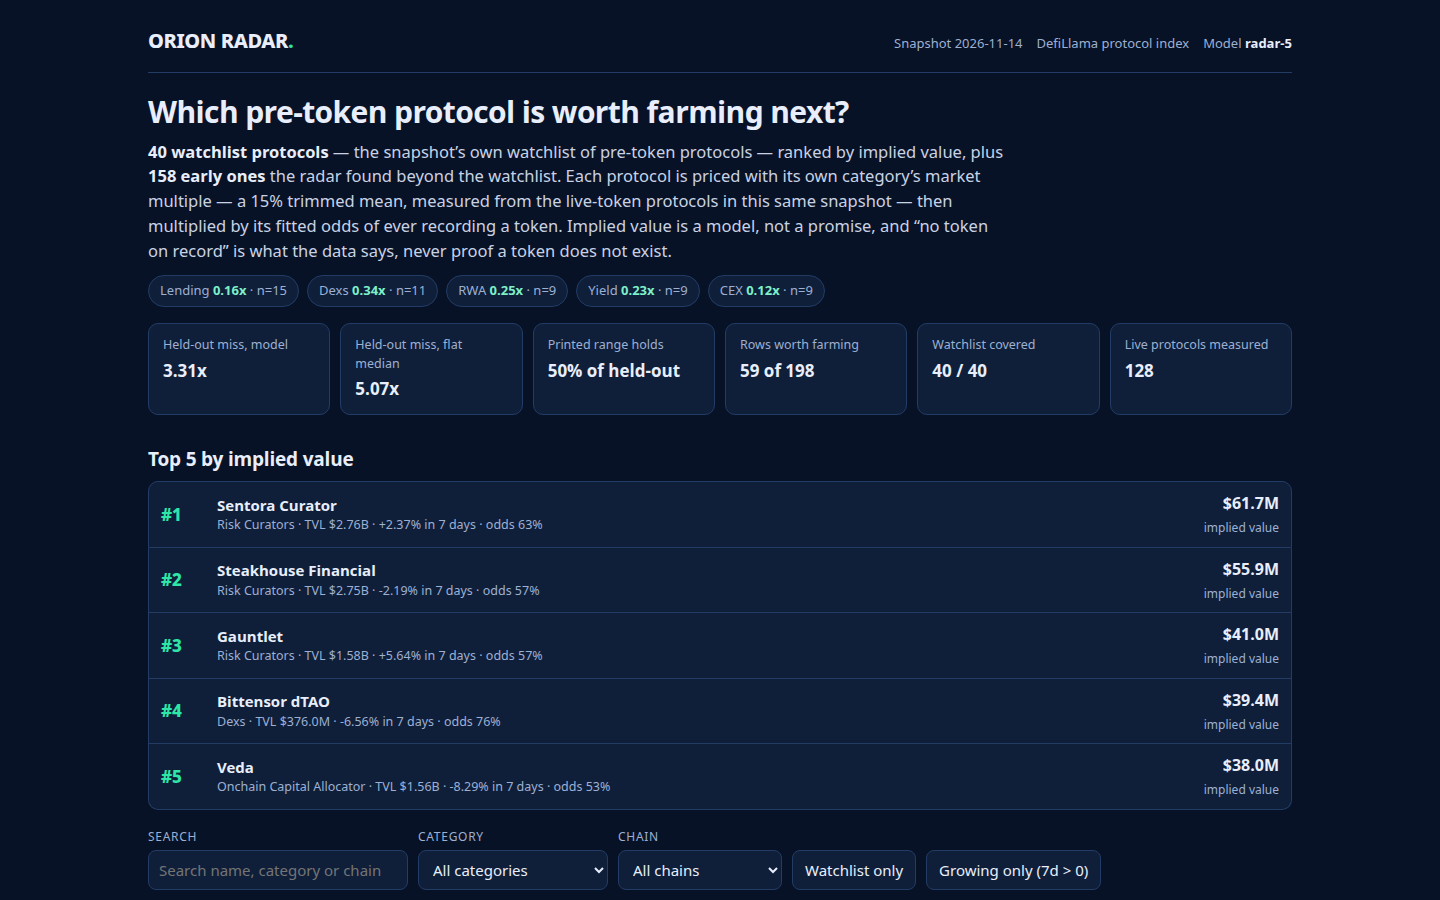 ORION RADAR.
Snapshot 2026-11-14 DefiLlama protocol index Model radar-5
Which pre-token protocol is worth farming next?
40 watchlist protocols — the snapshot’s own watchlist of pre-token protocols — ranked by implied value, plus
158 early ones the radar found beyond the watchlist. Each protocol is priced with its own category’s market
multiple — a 15% trimmed mean, measured from the live-token protocols in this same snapshot — then
multiplied by its fitted odds of ever recording a token. Implied value is a model, not a promise, and “no token
on record” is what the data says, never proof a token does not exist.
Lending 0.16x · n=15
Dexs 0.34x · n=11
RWA 0.25x · n=9
Yield 0.23x · n=9
CEX 0.12x · n=9
Held-out miss, model
3.31x
Held-out miss, flat
median
5.07x
Printed range holds
50% of held-out
Rows worth farming
59 of 198
Watchlist covered
40 / 40
Live protocols measured
128
Top 5 by implied value
#1
Sentora Curator
Risk Curators · TVL $2.76B · +2.37% in 7 days · odds 63%
$61.7M
implied value
#2
Steakhouse Financial
Risk Curators · TVL $2.75B · -2.19% in 7 days · odds 57%
$55.9M
implied value
#3
Gauntlet
Risk Curators · TVL $1.58B · +5.64% in 7 days · odds 57%
$41.0M
implied value
#4
Bittensor dTAO
Dexs · TVL $376.0M · -6.56% in 7 days · odds 76%
$39.4M
implied value
#5
Veda
Onchain Capital Allocator · TVL $1.56B · -8.29% in 7 days · odds 53%
$38.0M
implied value
SEARCH
Search name, category or chain
CATEGORY
All categories
CHAIN
All chains
Watchlist only
Growing only (7d > 0)